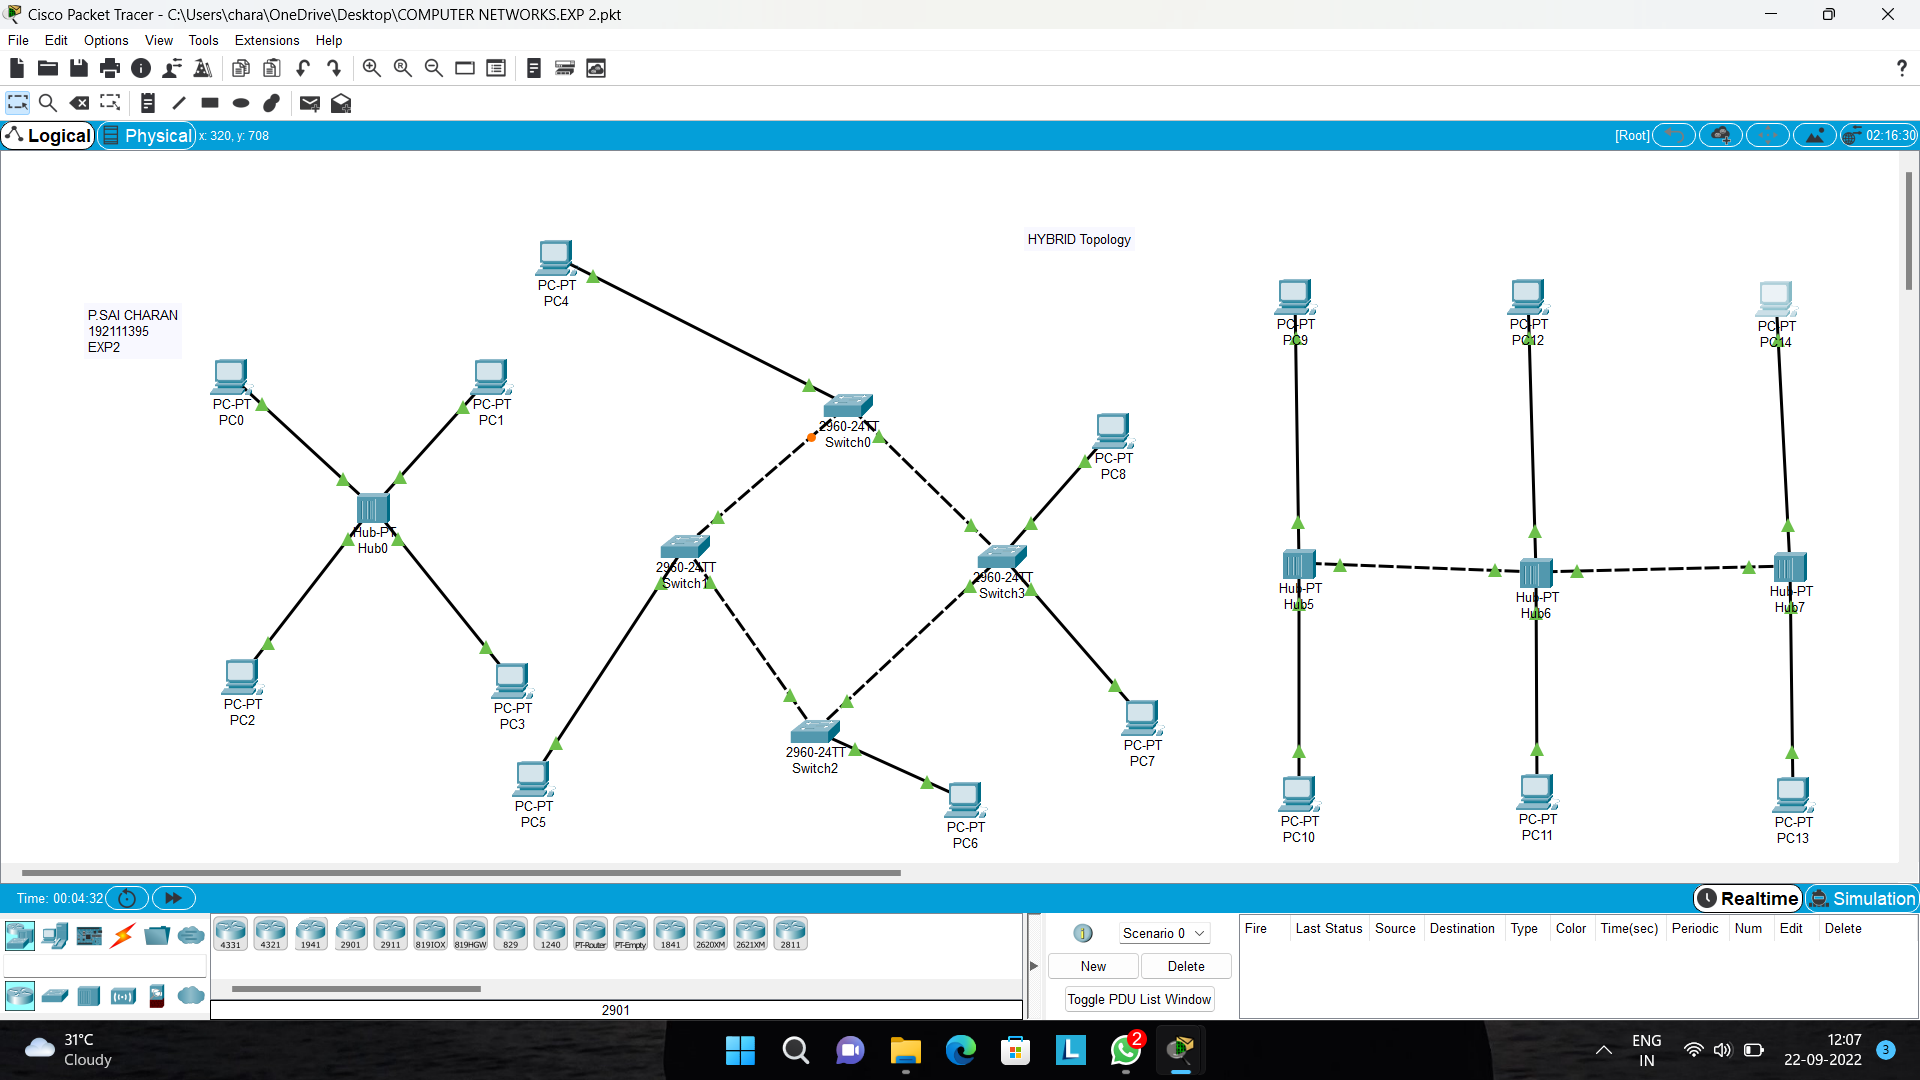 Cisco Packet Tracer - C:\Users\chara\OneDrive\Desktop\COMPUTER NETWORKS.EXP 2.pkt
File Edit Options View Tools Extensions Help
?
Logical Physical x: 320, y: 708
[Root] 02:16:30
HYBRID Topology
P.SAI CHARAN
192111395
EXP2
PC-PT
PC4
PC-PT
PC0
PC-PT
PC1
Hub-PT
Hub0
PC-PT
PC2
PC-PT
PC3
2960-24TT
Switch0
2960-24TT
Switch1
2960-24TT
Switch3
2960-24TT
Switch2
PC-PT
PC8
PC-PT
PC7
PC-PT
PC5
PC-PT
PC6
PC-PT
PC9
PC-PT
PC12
PC-PT
PC14
Hub-PT
Hub5
Hub-PT
Hub6
Hub-PT
Hub7
PC-PT
PC10
PC-PT
PC11
PC-PT
PC13
Time: 00:04:32
Realtime Simulation
4331 4321 1941 2901 2911 819IOX 819HGW 829 1240 PT-Router PT-Empty 1841 2620XM 2621XM 2811
2901
1 Scenario 0
New Delete
Toggle PDU List Window
Fire Last Status Source Destination Type Color Time(sec) Periodic Num Edit Delete
31°C
Cloudy
L
2
ENG
IN
12:07
22-09-2022
3